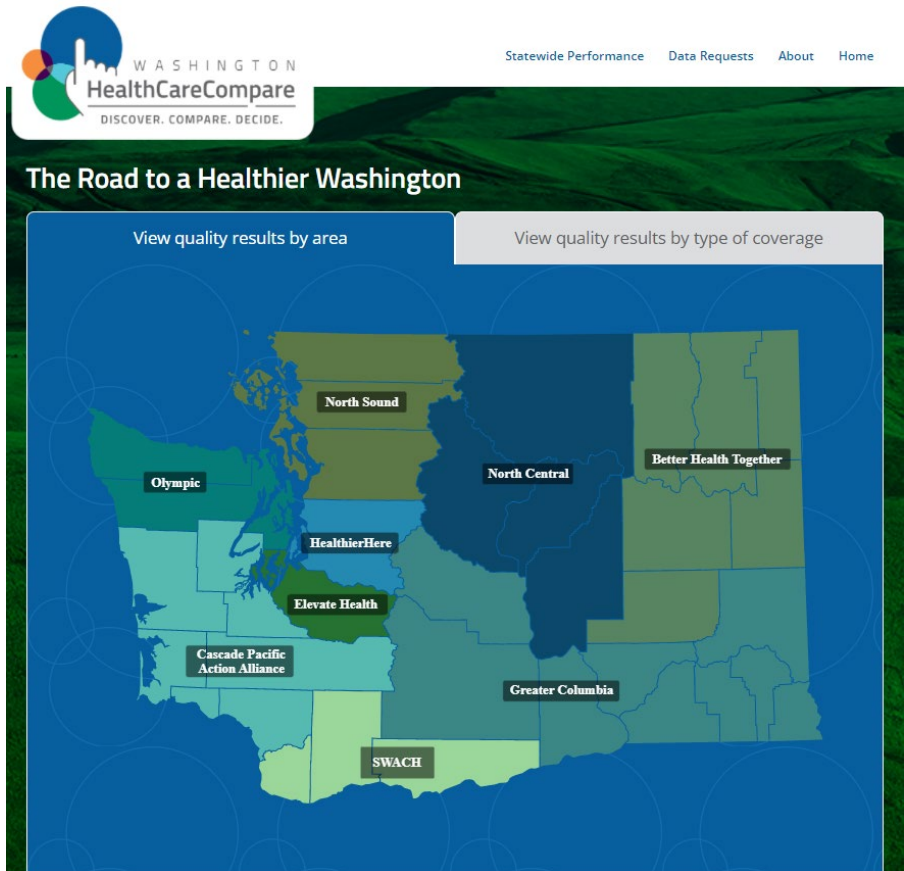 WASHINGTON
HealthCareCompare
DISCOVER. COMPARE. DECIDE.
Statewide Performance Data Requests About Home
The Road to a Healthier Washington
View quality results by area
View quality results by type of coverage
North Sound
North Central
Better Health Together
Olympic
HealthierHere
Elevate Health
Cascade Pacific
Action Alliance
Greater Columbia
SWACH